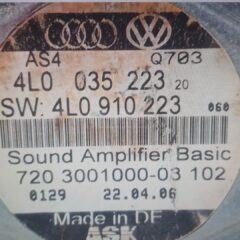 AS4 Q703
4L0 035 223 20
SW: 4L0 910 223 060
Sound Amplifier Basic
720 3001000-03 102
0129 22.04.06
Made in DE
ASK